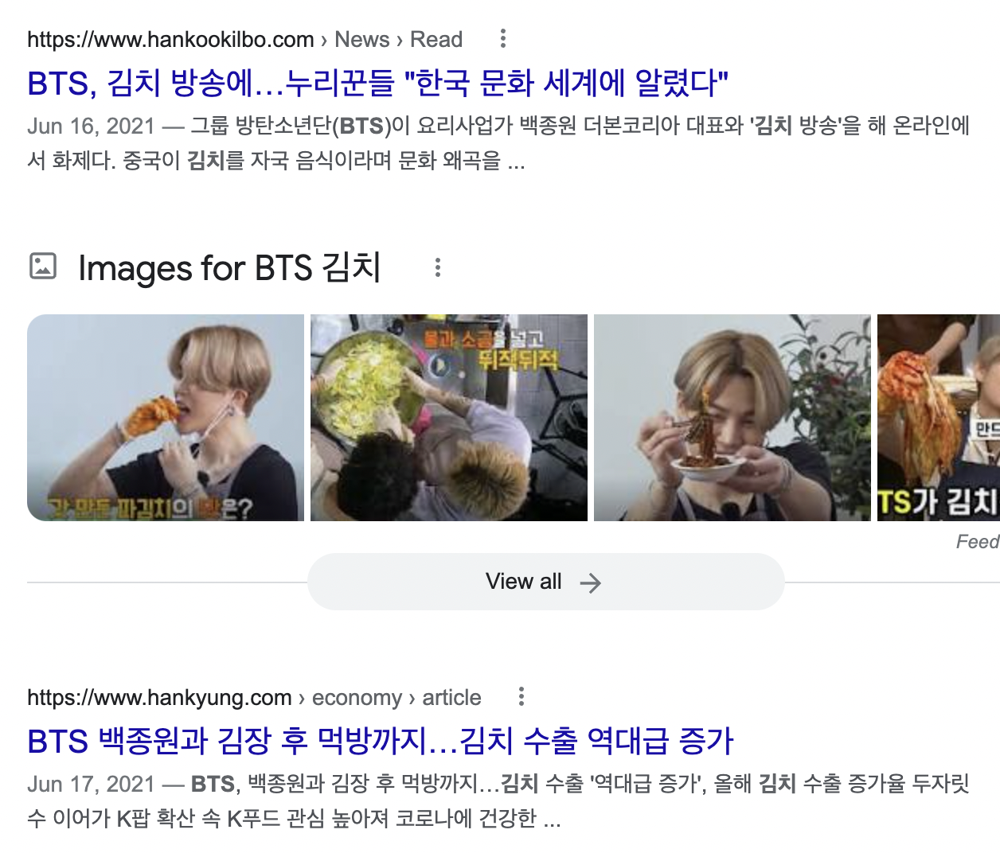 https://www.hankookilbo.com › News › Read
BTS, 김치 방송에…누리꾼들 "한국 문화 세계에 알렸다"
Jun 16, 2021 — 그룹 방탄소년단(BTS)이 요리사업가 백종원 더본코리아 대표와 '김치 방송'을 해 온라인에
서 화제다. 중국이 김치를 자국 음식이라며 문화 왜곡을 ...
Images for BTS 김치
물과, 소금을 넣고
뒤적뒤적
갓 만든 파김치의 맛은?
만드
TS가 김치
Feed
View all
https://www.hankyung.com › economy › article
BTS 백종원과 김장 후 먹방까지…김치 수출 역대급 증가
Jun 17, 2021 — BTS, 백종원과 김장 후 먹방까지…김치 수출 '역대급 증가', 올해 김치 수출 증가율 두자릿
수 이어가 K팝 확산 속 K푸드 관심 높아져 코로나에 건강한 ...